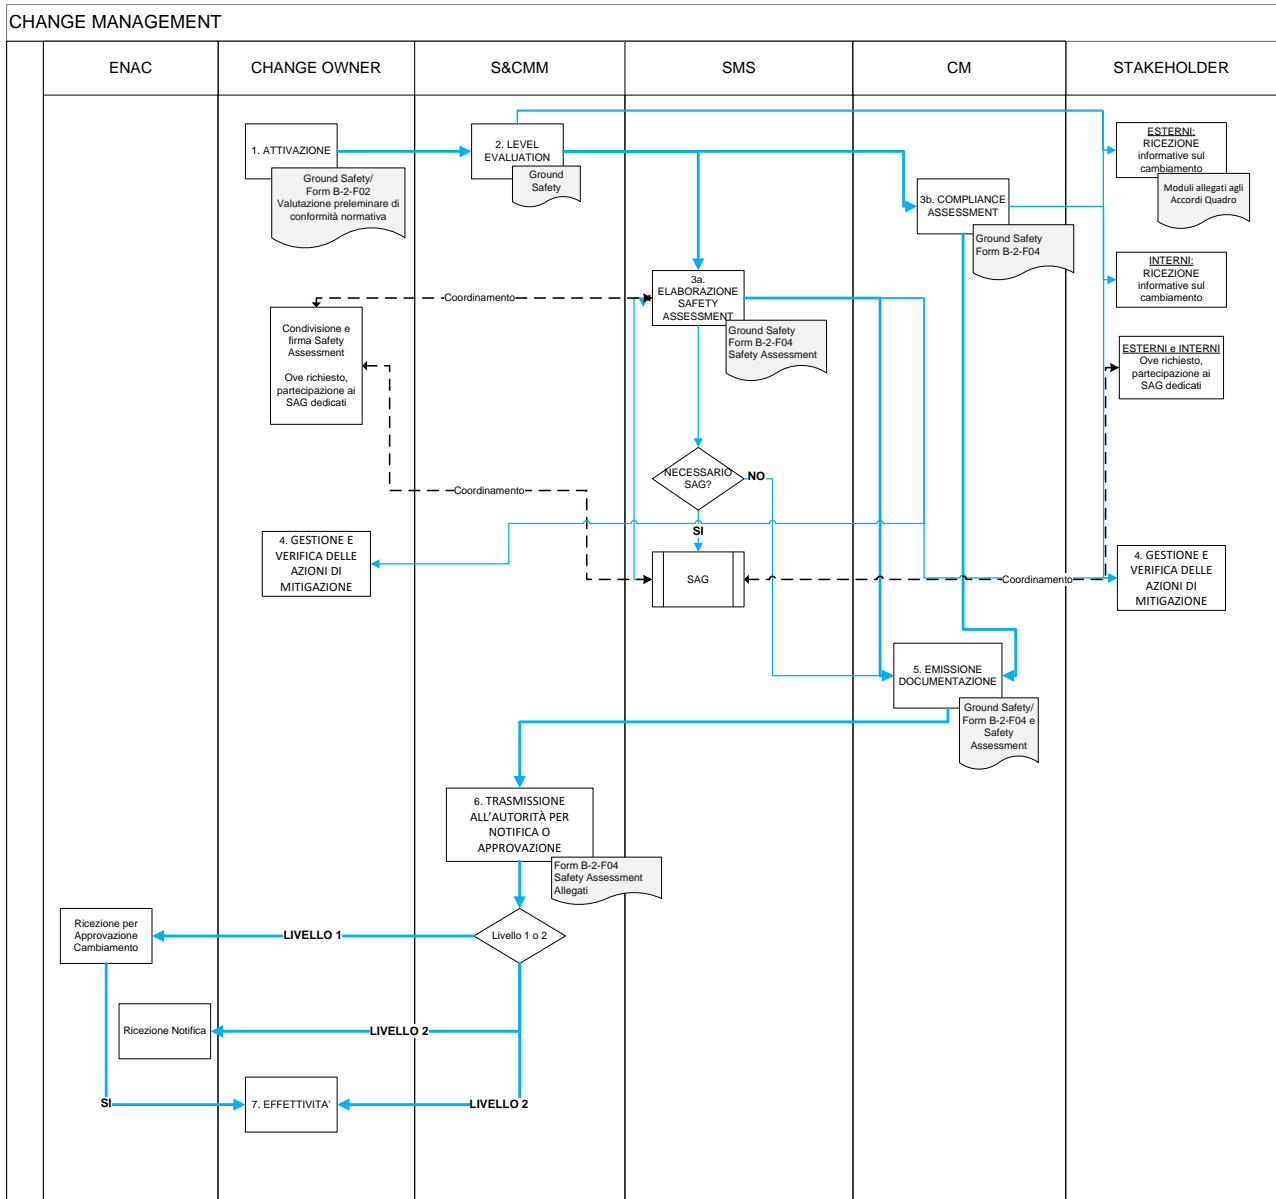 CHANGE MANAGEMENT
ENAC
CHANGE OWNER
S&CMM
SMS
CM
STAKEHOLDER
1. ATTIVAZIONE
Ground Safety/
Form B-2-F02
Valutazione preliminare di
conformità normativa
2. LEVEL
EVALUATION
Ground
Safety
ESTERNI:
RICEZIONE
informative sul
cambiamento
Moduli allegati agli
Accordi Quadro
3b. COMPLIANCE
ASSESSMENT
Ground Safety
Form B-2-F04
INTERNI:
RICEZIONE
informative sul
cambiamento
3a.
ELABORAZIONE
SAFETY
ASSESSMENT
Ground Safety
Form B-2-F04
Safety Assessment
Coordinamento
Condivisione e
firma Safety
Assessment
Ove richiesto,
partecipazione ai
SAG dedicati
ESTERNI e INTERNI
Ove richiesto,
partecipazione ai
SAG dedicati
NECESSARIO
SAG?
NO
SI
Coordinamento
4. GESTIONE E
VERIFICA DELLE
AZIONI DI
MITIGAZIONE
SAG
Coordinamento
4. GESTIONE E
VERIFICA DELLE
AZIONI DI
MITIGAZIONE
5. EMISSIONE
DOCUMENTAZIONE
Ground Safety/
Form B-2-F04 e
Safety
Assessment
6. TRASMISSIONE
ALL’AUTORITÀ PER
NOTIFICA O
APPROVAZIONE
Form B-2-F04
Safety Assessment
Allegati
Ricezione per
Approvazione
Cambiamento
LIVELLO 1
Livello 1 o 2
Ricezione Notifica
LIVELLO 2
SI
7. EFFETTIVITA’
LIVELLO 2